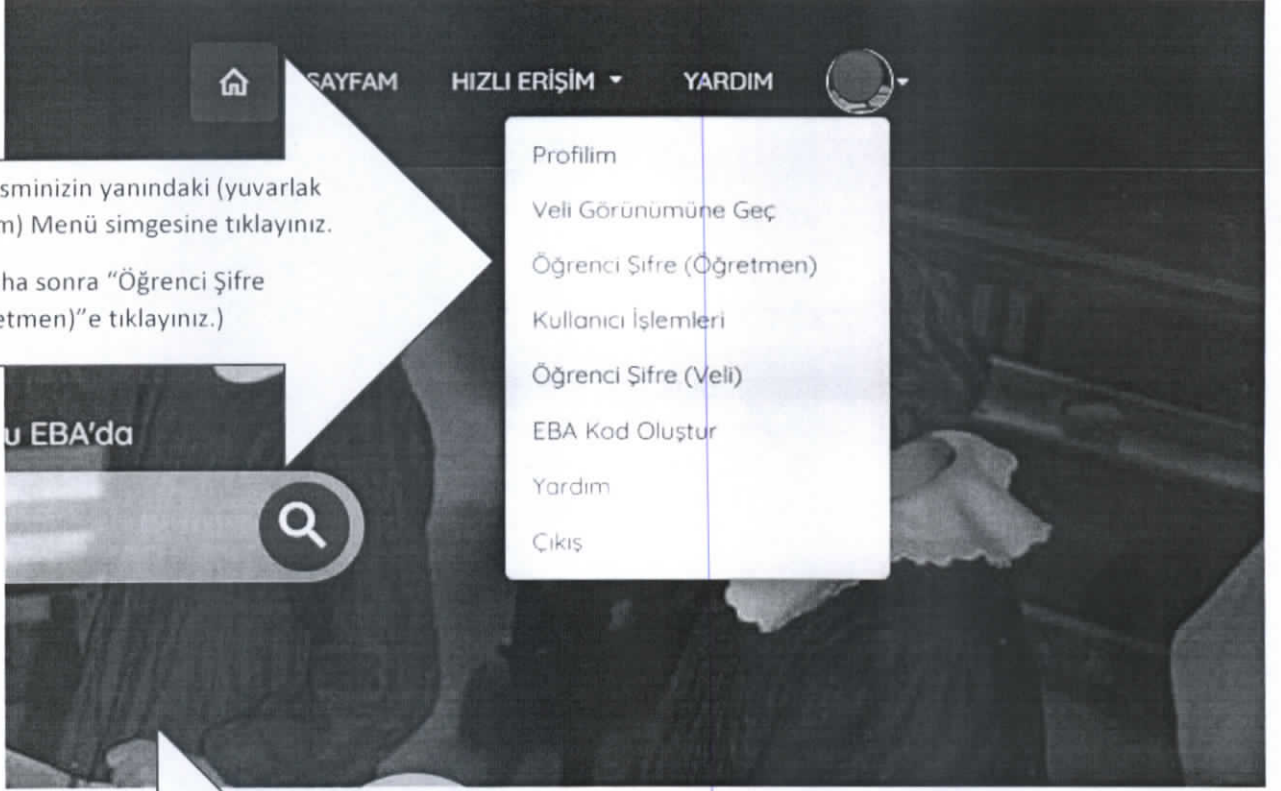 SAYFAM HIZLI ERİŞİM YARDIM
sminizin yanındaki (yuvarlak
m) Menü simgesine tıklayınız.
ha sonra “Öğrenci Şifre
etmen)”e tıklayınız.)
Profilim
Veli Görünümüne Geç
Öğrenci Şifre (Öğretmen)
Kullanıcı İşlemleri
Öğrenci Şifre (Veli)
EBA Kod Oluştur
Yardım
Çıkış
u EBA'da